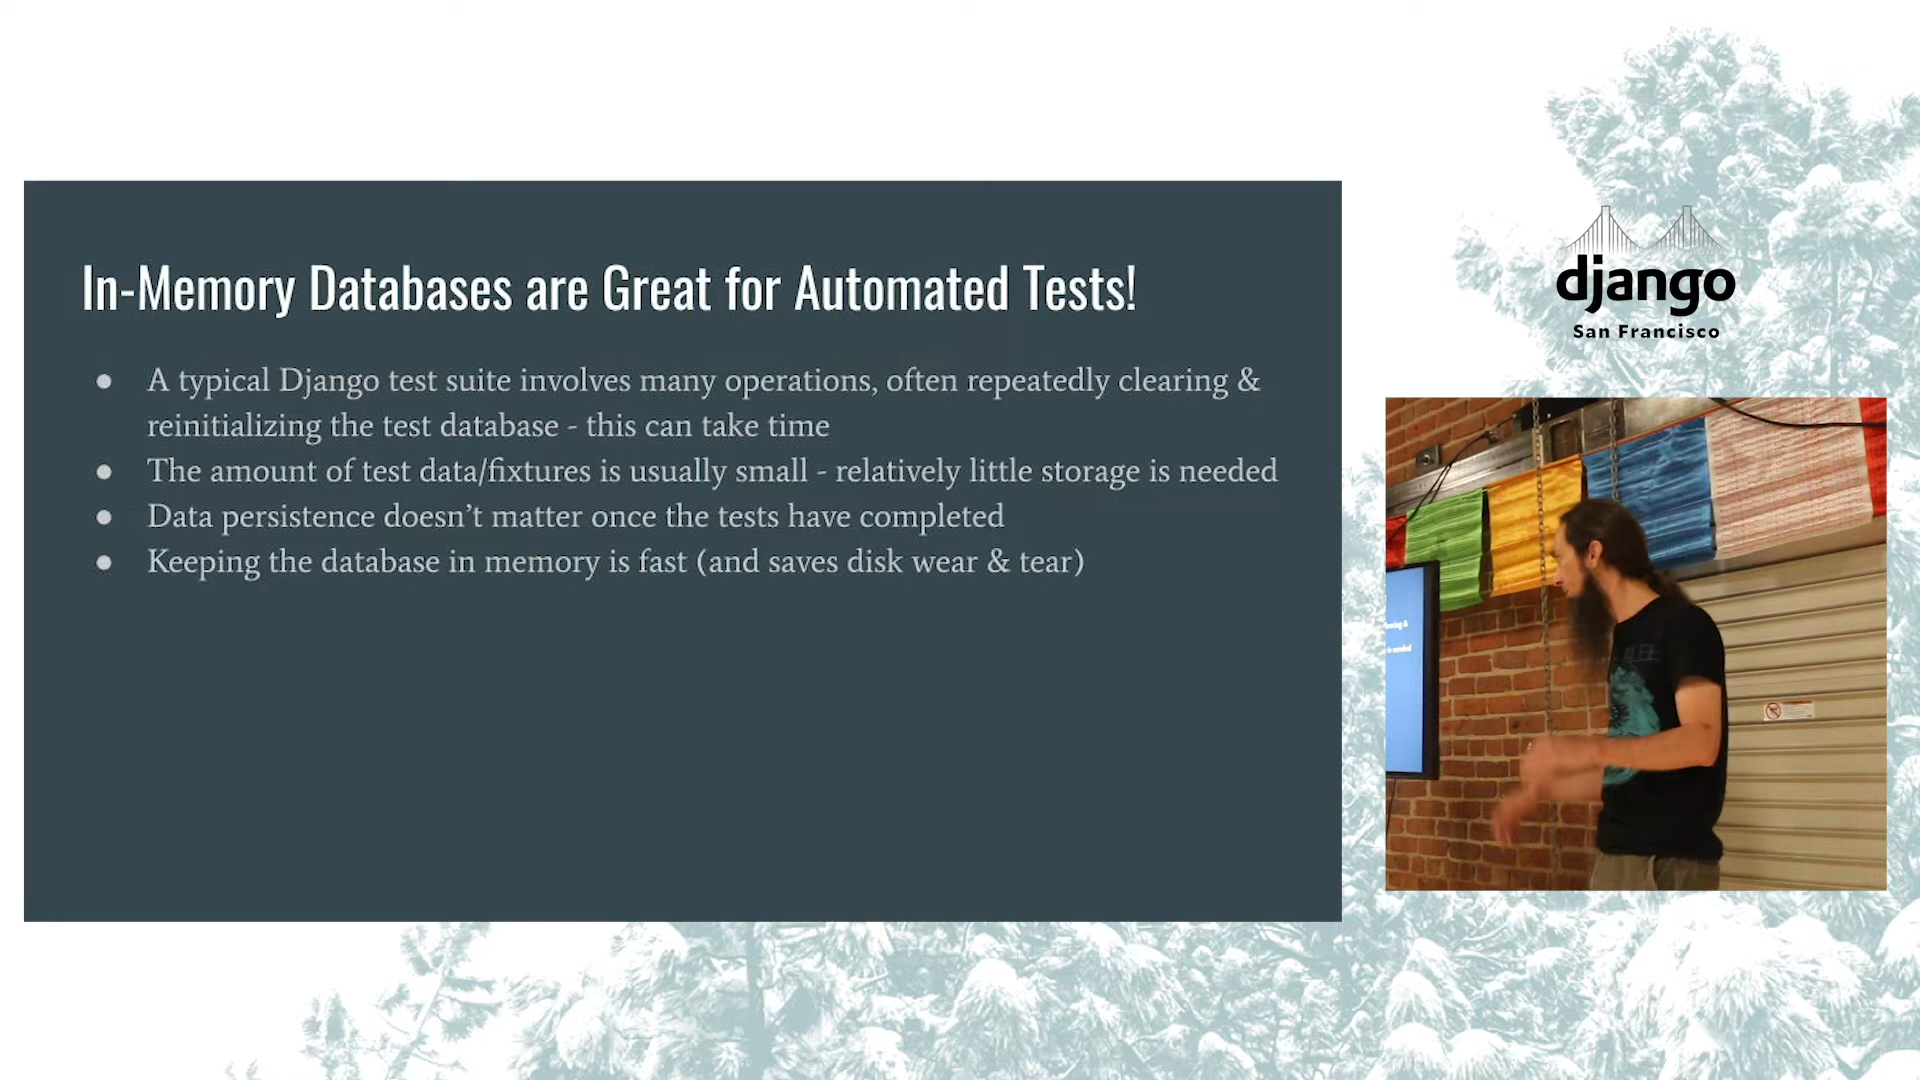 In-Memory Databases are Great for Automated Tests!
● A typical Django test suite involves many operations, often repeatedly clearing &
reinitializing the test database - this can take time
● The amount of test data/fixtures is usually small - relatively little storage is needed
● Data persistence doesn’t matter once the tests have completed
● Keeping the database in memory is fast (and saves disk wear & tear)
django
San Francisco